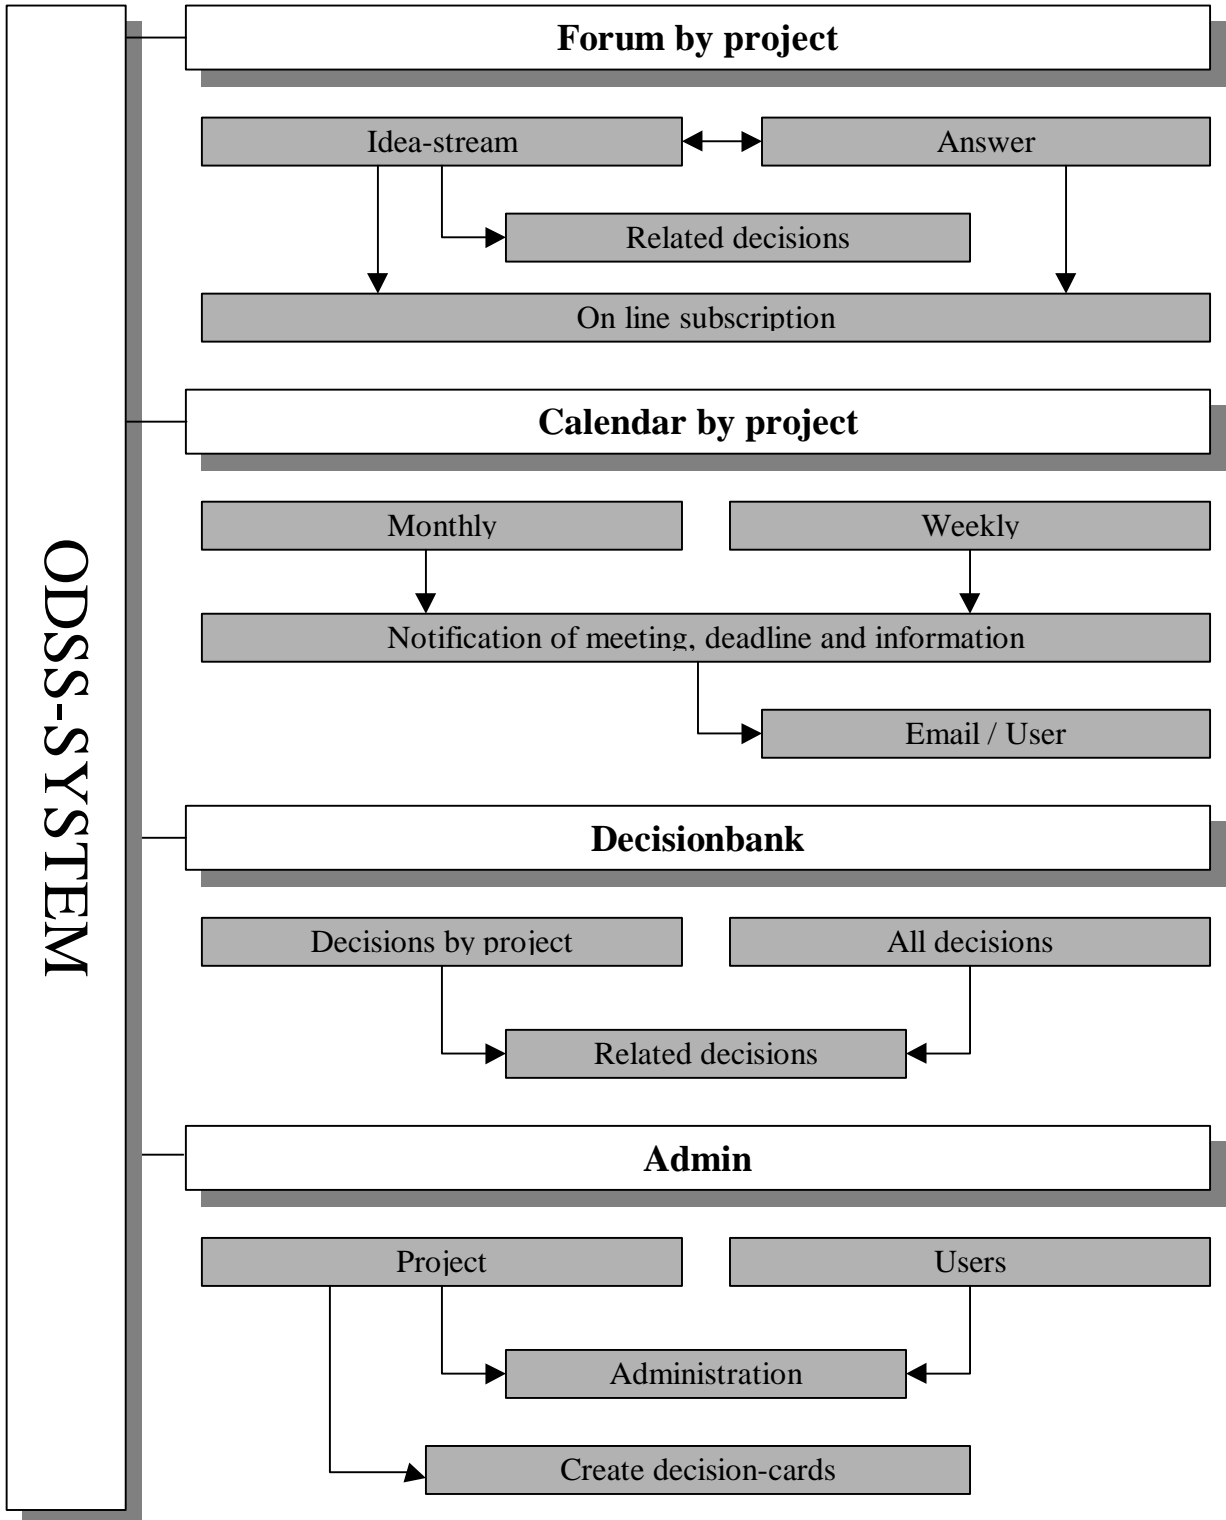 ODSS-SYSTEM
Forum by project
Idea-stream
Answer
Related decisions
On line subscription
Calendar by project
Monthly
Weekly
Notification of meeting, deadline and information
Email / User
Decisionbank
Decisions by project
All decisions
Related decisions
Admin
Project
Users
Administration
Create decision-cards